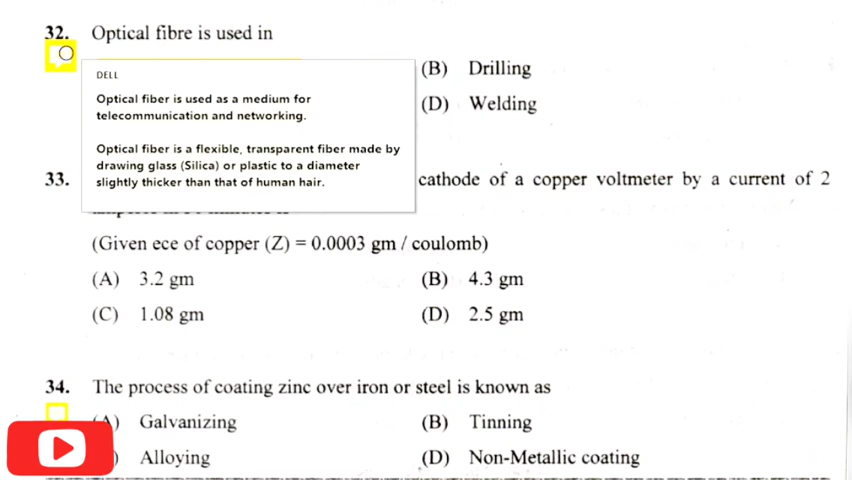 32. Optical fibre is used in
(B) Drilling
DELL
Optical fiber is used as a medium for
telecommunication and networking.
(D) Welding
Optical fiber is a flexible, transparent fiber made by
drawing glass (Silica) or plastic to a diameter
slightly thicker than that of human hair.
33. cathode of a copper voltmeter by a current of 2
(Given ece of copper (Z) = 0.0003 gm / coulomb)
(A) 3.2 gm (B) 4.3 gm
(C) 1.08 gm (D) 2.5 gm
34. The process of coating zinc over iron or steel is known as
(A) Galvanizing (B) Tinning
) Alloying (D) Non-Metallic coating